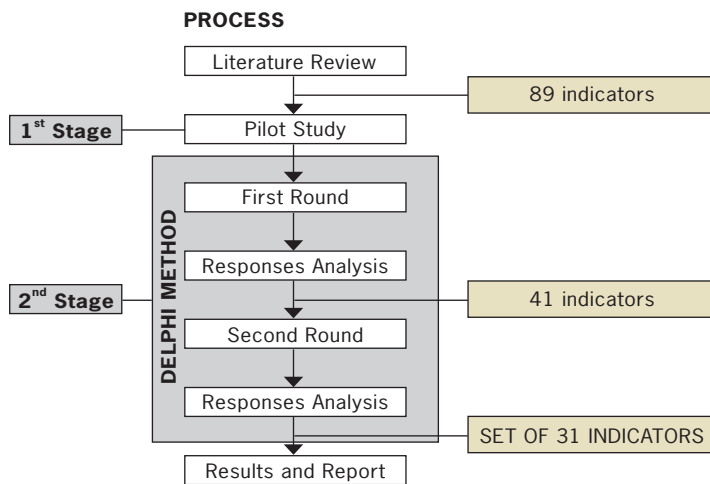 PROCESS
Literature Review
89 indicators
1st Stage
Pilot Study
DELPHI METHOD
First Round
Responses Analysis
2nd Stage
41 indicators
Second Round
Responses Analysis
SET OF 31 INDICATORS
Results and Report